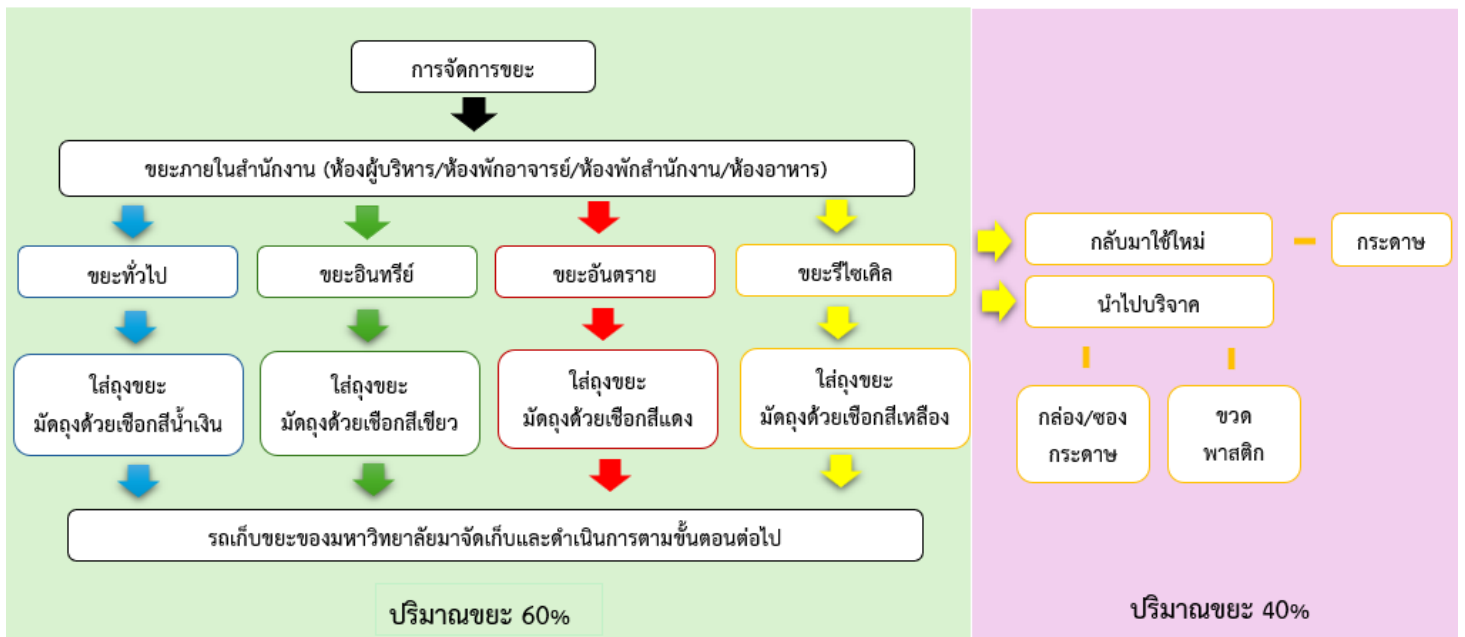 การจัดการขยะ
ขยะภายในสำนักงาน (ห้องผู้บริหาร/ห้องพักอาจารย์/ห้องพักสำนักงาน/ห้องอาหาร)
ขยะทั่วไป
ขยะอินทรีย์
ขยะอันตราย
ขยะรีไซเคิล
กลับมาใช้ใหม่
กระดาษ
นำไปบริจาค
ใส่ถุงขยะ
มัดถุงด้วยเชือกสีน้ำเงิน
ใส่ถุงขยะ
มัดถุงด้วยเชือกสีเขียว
ใส่ถุงขยะ
มัดถุงด้วยเชือกสีแดง
ใส่ถุงขยะ
มัดถุงด้วยเชือกสีเหลือง
กล่อง/ซอง
กระดาษ
ขวด
พาสติก
รถเก็บขยะของมหาวิทยาลัยมาจัดเก็บและดำเนินการตามขั้นตอนต่อไป
ปริมาณขยะ 60%
ปริมาณขยะ 40%